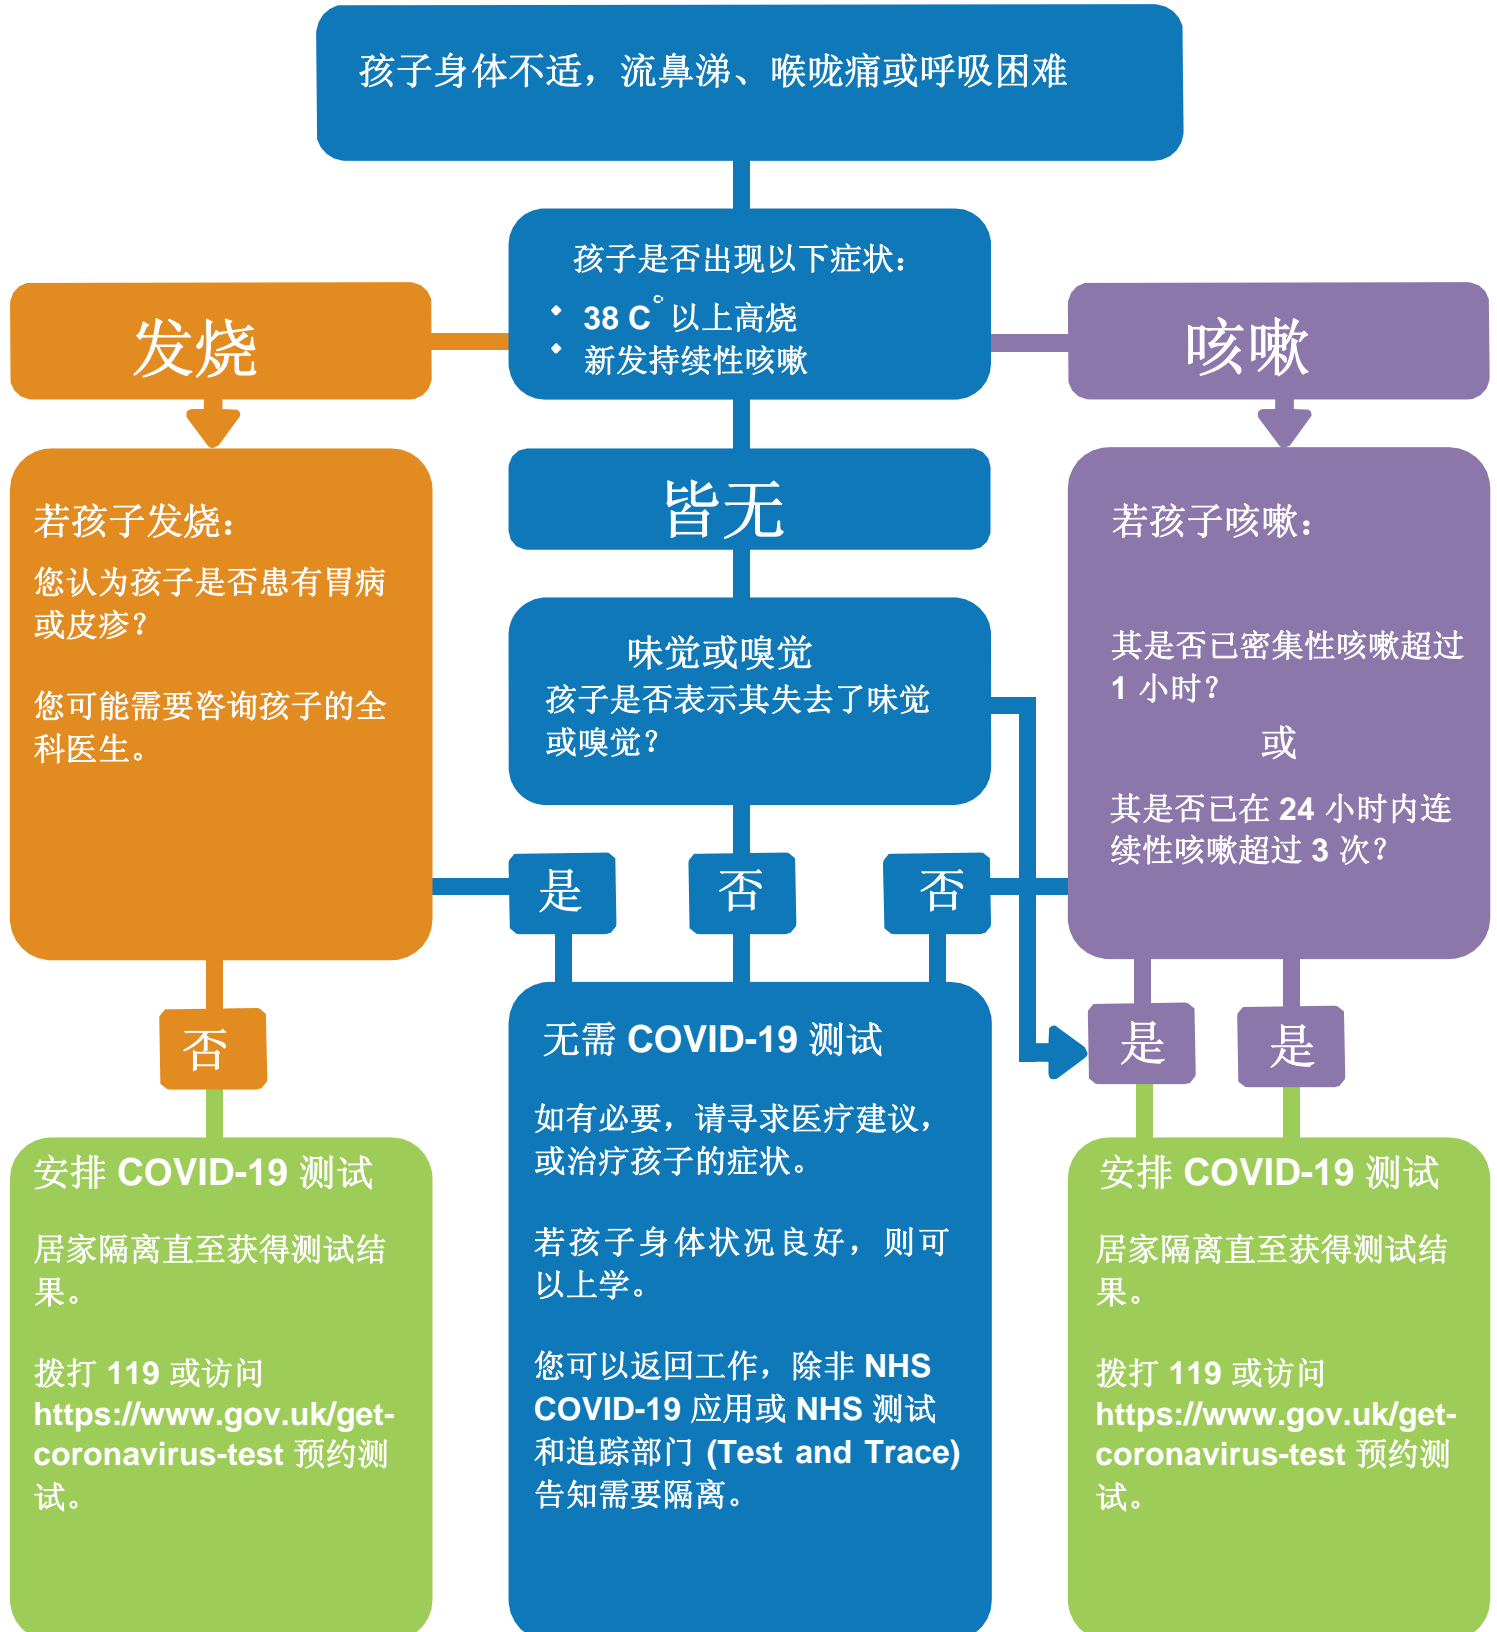 孩子身体不适，流鼻涕、喉咙痛或呼吸困难
孩子是否出现以下症状：
38 C° 以上高烧
新发持续性咳嗽
发烧
咳嗽
若孩子发烧：
您认为孩子是否患有胃病
或皮疹？
您可能需要咨询孩子的全
科医生。
皆无
味觉或嗅觉
孩子是否表示其失去了味觉
或嗅觉？
若孩子咳嗽：
其是否已密集性咳嗽超过
1 小时？
或
其是否已在 24 小时内连
续性咳嗽超过 3 次？
是
否
否
否
是
是
安排 COVID-19 测试
居家隔离直至获得测试结
果。
拨打 119 或访问
https://www.gov.uk/get-
coronavirus-test 预约测
试。
无需 COVID-19 测试
如有必要，请寻求医疗建议，
或治疗孩子的症状。
若孩子身体状况良好，则可
以上学。
您可以返回工作，除非 NHS
COVID-19 应用或 NHS 测试
和追踪部门 (Test and Trace)
告知需要隔离。
安排 COVID-19 测试
居家隔离直至获得测试结
果。
拨打 119 或访问
https://www.gov.uk/get-
coronavirus-test 预约测
试。